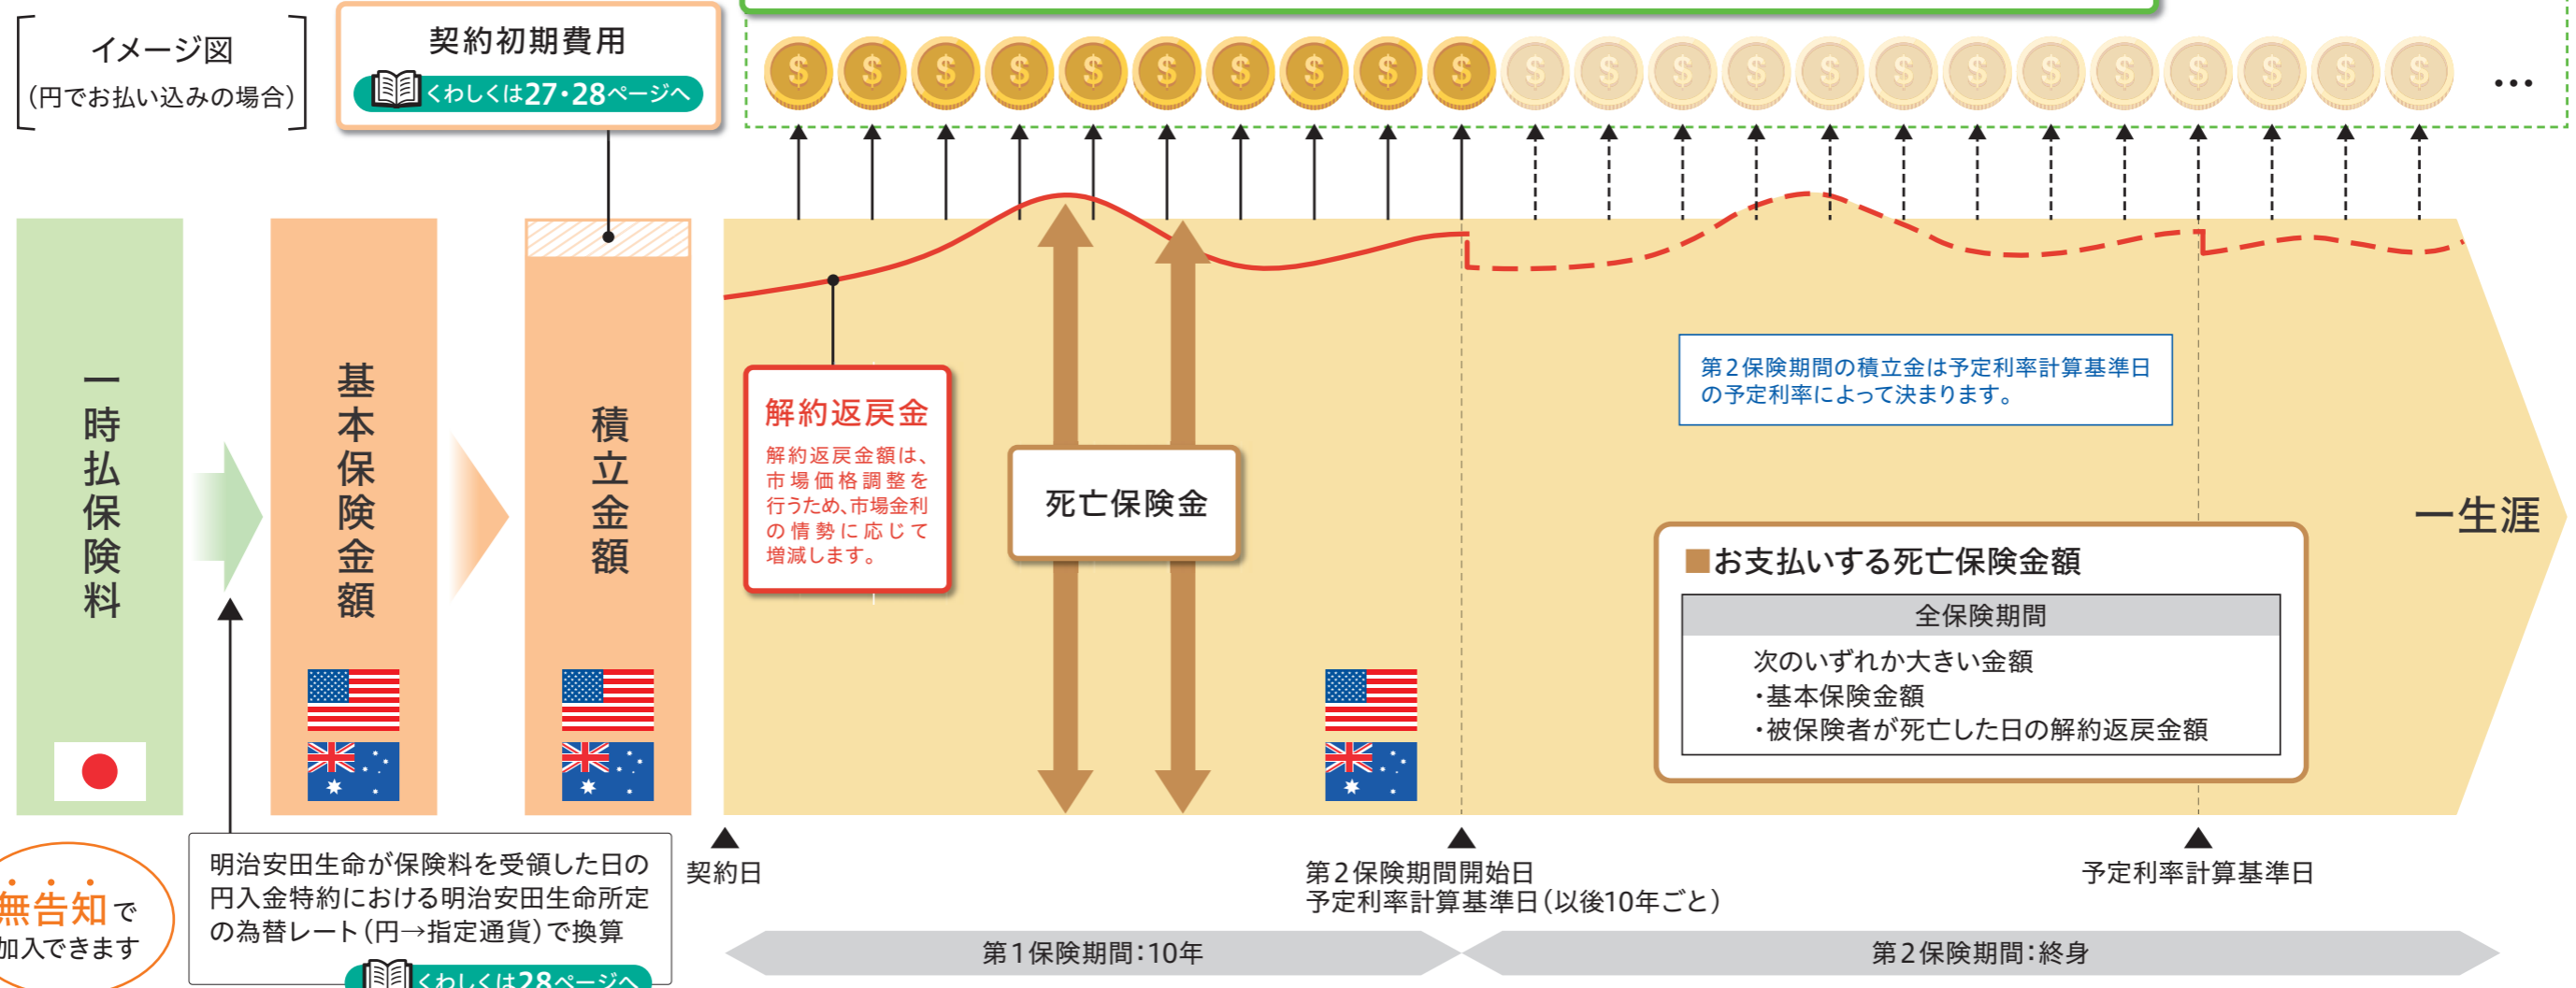 イメージ図
（円でお払い込みの場合）
契約初期費用
くわしくは27・28ページへ
$ $ $ $ $ $ $ $ $ $ $ $ $ $ $ $ $ $ $ $ $ $ $ …
一時払保険料
基本保険金額
積立金額
解約返戻金
解約返戻金額は、
市場価格調整を
行うため、市場金利
の情勢に応じて
増減します。
死亡保険金
第2保険期間の積立金は予定利率計算基準日
の予定利率によって決まります。
■お支払いする死亡保険金額
全保険期間
次のいずれか大きい金額
・基本保険金額
・被保険者が死亡した日の解約返戻金額
一生涯
無告知で
加入できます
明治安田生命が保険料を受領した日の
円入金特約における明治安田生命所定
の為替レート（円→指定通貨）で換算
くわしくは28ページへ
契約日
第2保険期間開始日
予定利率計算基準日（以後10年ごと）
予定利率計算基準日
第1保険期間：10年
第2保険期間：終身